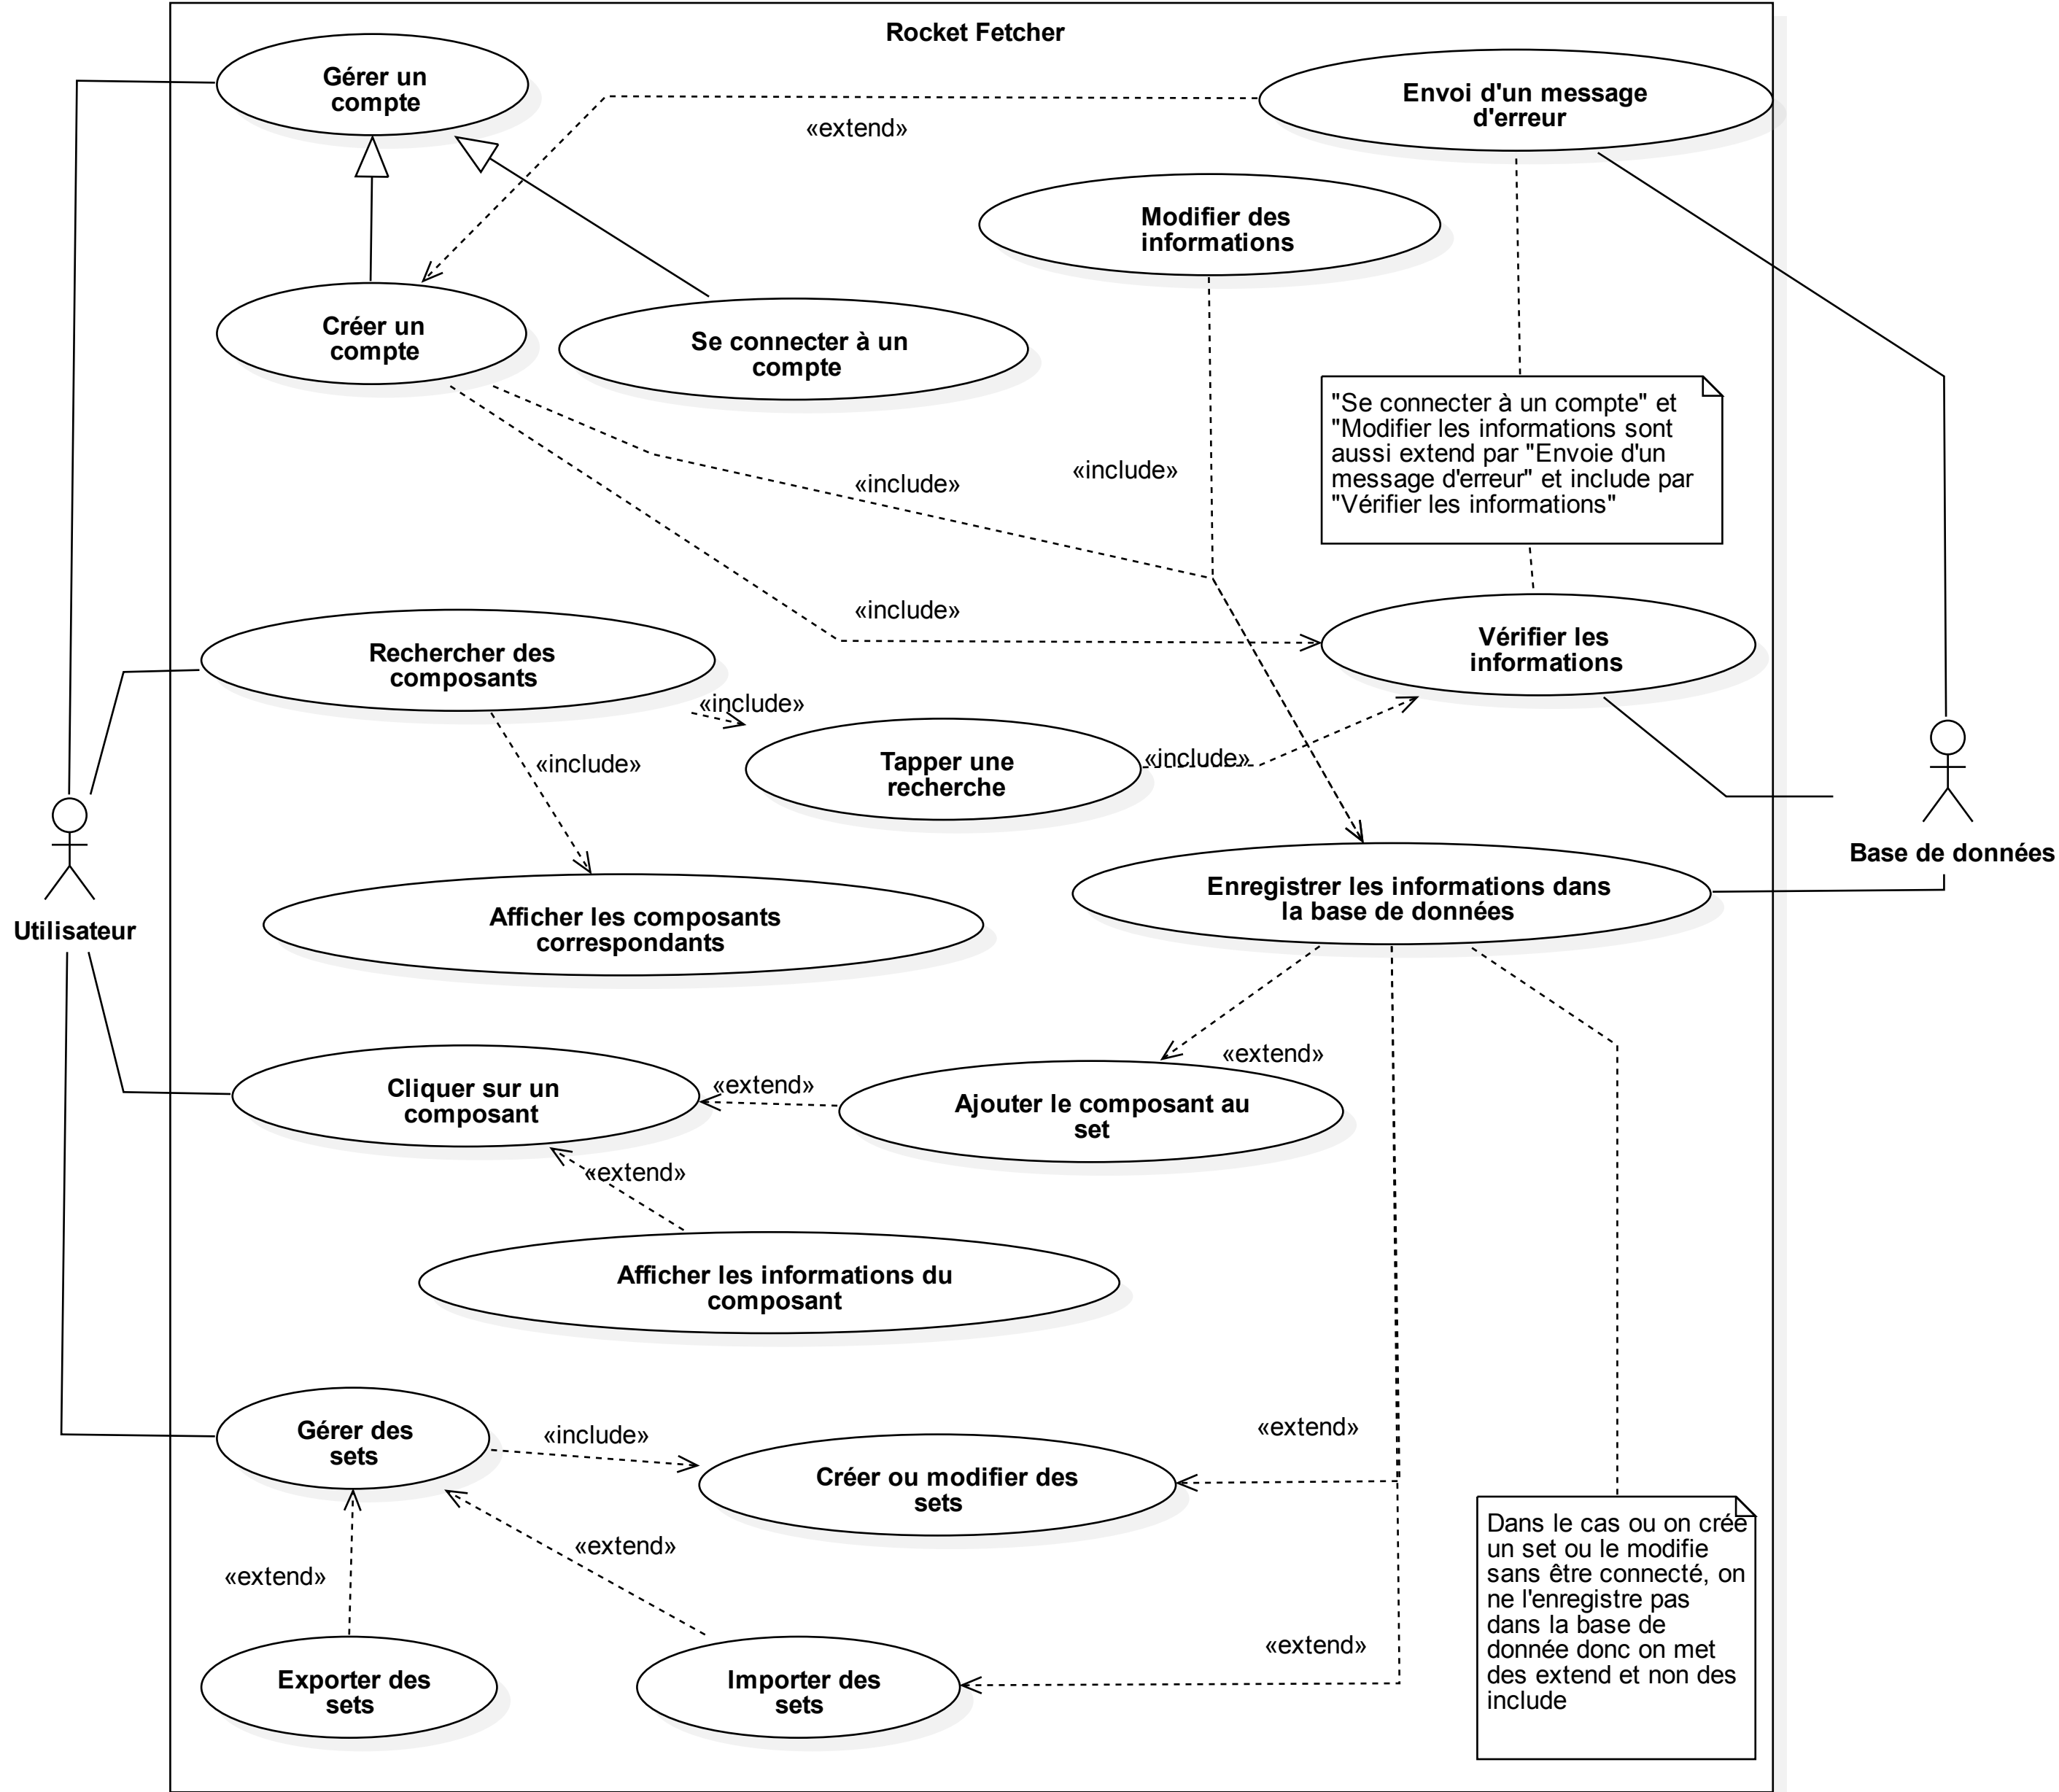 Rocket Fetcher
Gérer un
compte
Envoi d'un message
d'erreur
«extend»
Modifier des
informations
Créer un
compte
Se connecter à un
compte
"Se connecter à un compte" et
"Modifier les informations sont
aussi extend par "Envoie d'un
message d'erreur" et include par
"Vérifier les informations"
«include»
«include»
«include»
Rechercher des
composants
Vérifier les
informations
«include»
«include»
Tapper une
recherche
«include»
Base de données
Utilisateur
Afficher les composants
correspondants
Enregistrer les informations dans
la base de données
«extend»
Cliquer sur un
composant
«extend»
Ajouter le composant au
set
«extend»
Afficher les informations du
composant
Gérer des
sets
«include»
Créer ou modifier des
sets
«extend»
«extend»
«extend»
Exporter des
sets
Importer des
sets
«extend»
Dans le cas ou on crée
un set ou le modifie
sans être connecté, on
ne l'enregistre pas
dans la base de
donnée donc on met
des extend et non des
include